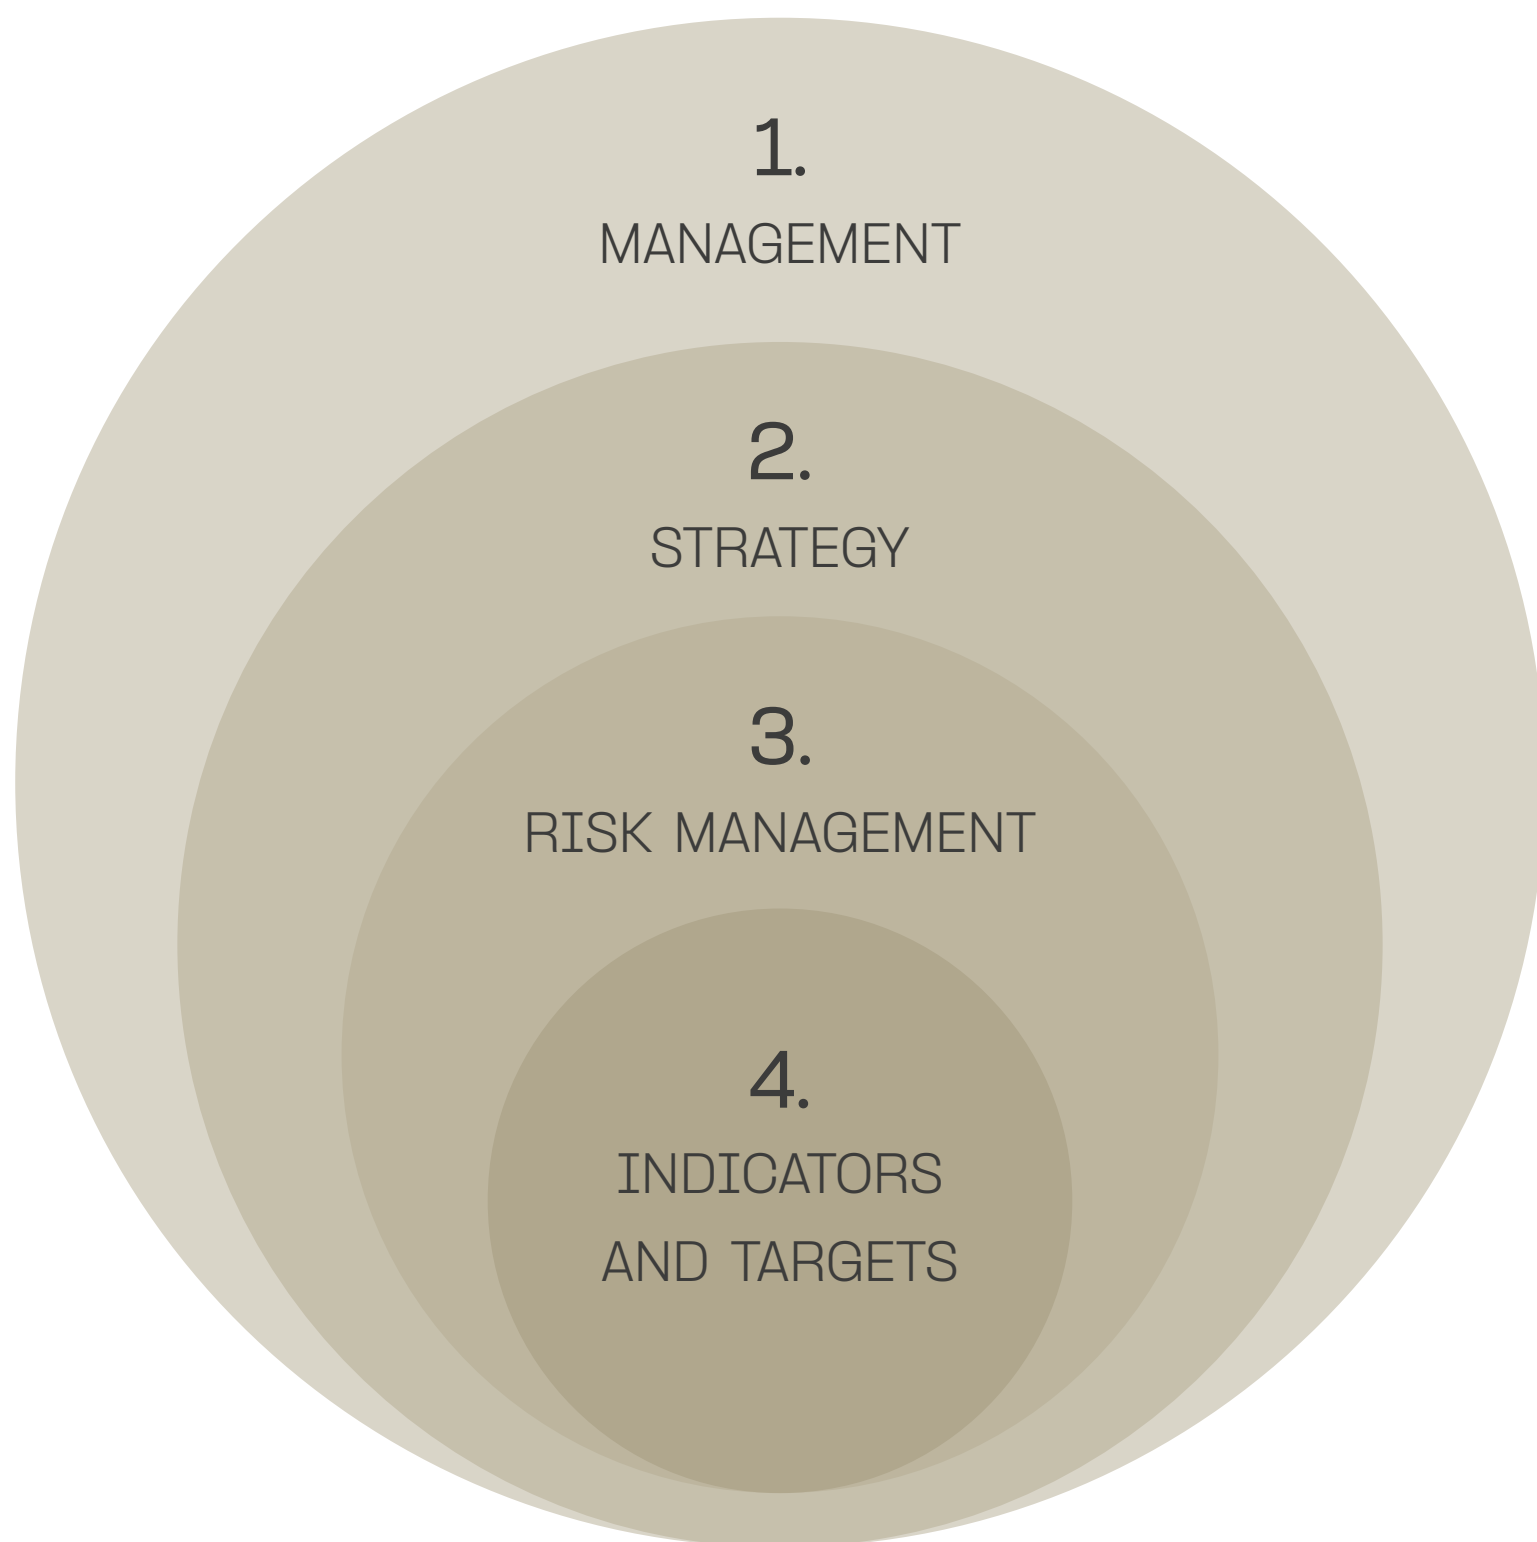 1.
MANAGEMENT
2.
STRATEGY
3.
RISK MANAGEMENT
4.
INDICATORS
AND TARGETS